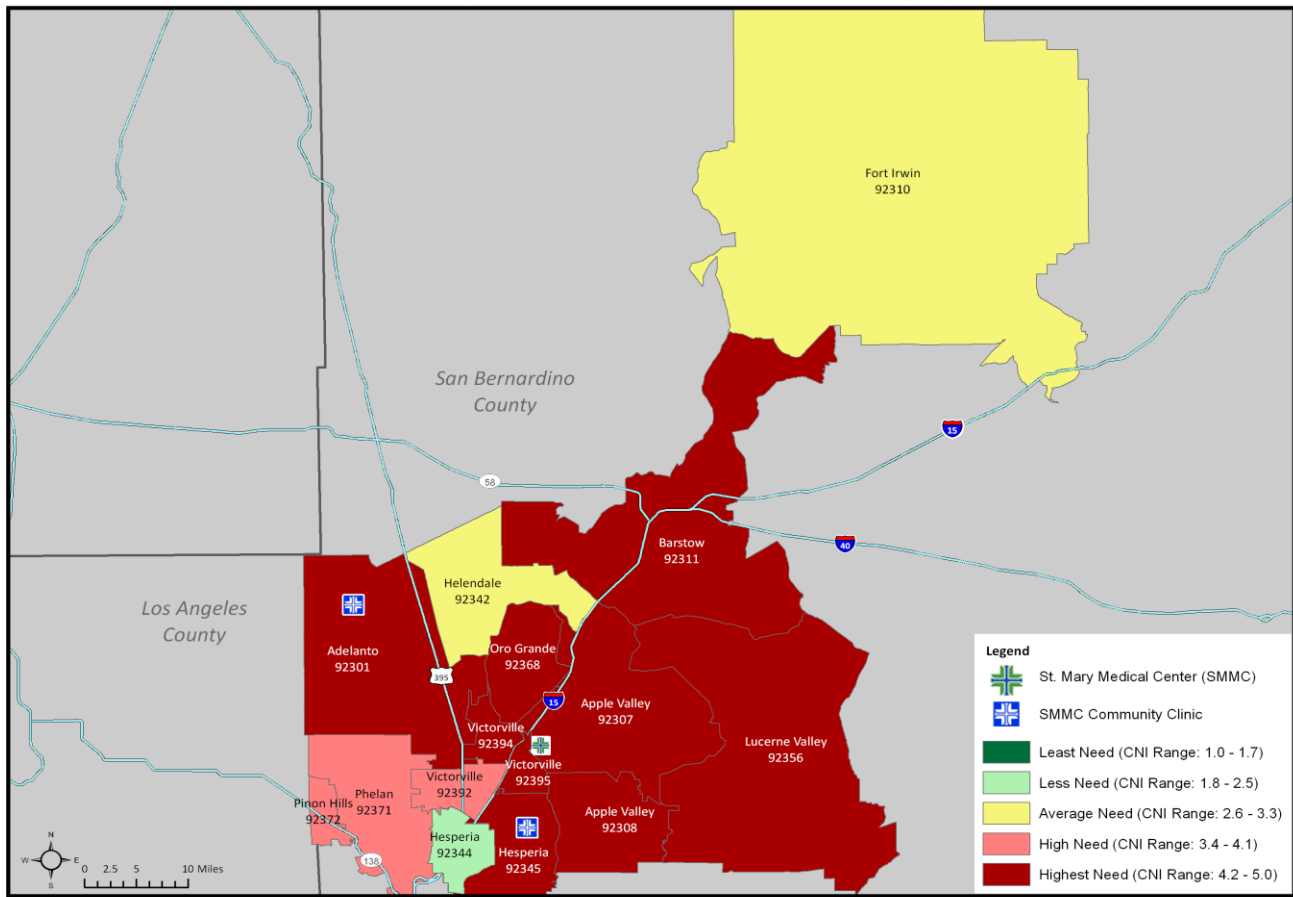 Fort Irwin
92310
San Bernardino
County
15
58
Barstow
92311
40
Helendale
92342
Los Angeles
County
Adelanto
92301
Oro Grande
92368
395
15
Apple Valley
92307
Victorville
92394
Lucerne Valley
92356
Victorville
92395
Victorville
92392
Phelan
92371
Pinon Hills
92372
Apple Valley
92308
Hesperia
92344
Hesperia
92345
138
N
W
E
S
0 2.5 5 10 Miles
Legend
St. Mary Medical Center (SMMC)
SMMC Community Clinic
Least Need (CNI Range: 1.0 - 1.7)
Less Need (CNI Range: 1.8 - 2.5)
Average Need (CNI Range: 2.6 - 3.3)
High Need (CNI Range: 3.4 - 4.1)
Highest Need (CNI Range: 4.2 - 5.0)